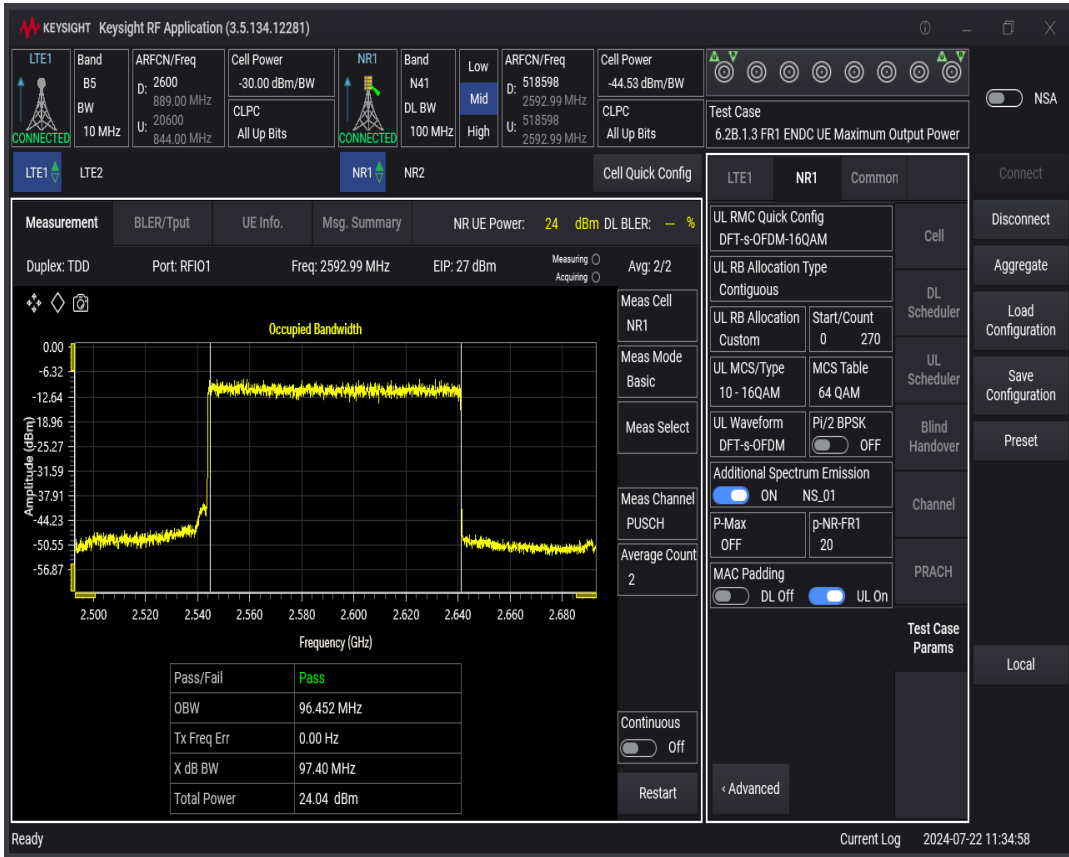 KEYSIGHT Keysight RF Application (3.5.134.12281)
LTE1
CONNECTED
Band
B5
BW
10 MHz
ARFCN/Freq
D: 2600
889.00 MHz
U: 20600
844.00 MHz
Cell Power
-30.00 dBm/BW
CLPC
All Up Bits
NR1
CONNECTED
Band
N41
DL BW
100 MHz
Low
Mid
High
ARFCN/Freq
D: 518598
2592.99 MHz
U: 518598
2592.99 MHz
Cell Power
-44.53 dBm/BW
CLPC
All Up Bits
Test Case
6.2B.1.3 FR1 ENDC UE Maximum Output Power
NSA
LTE1 LTE2
NR1 NR2
Cell Quick Config
Measurement BLER/Tput UE Info. Msg. Summary NR UE Power: 24 dBm DL BLER: --- %
Duplex: TDD Port: RFIO1 Freq: 2592.99 MHz EIP: 27 dBm Measuring Acquiring Avg: 2/2
Occupied Bandwidth
Amplitude (dBm)
0.00
-6.32
-12.64
-18.96
-25.27
-31.59
-37.91
-44.23
-50.55
-56.87
2.500 2.520 2.540 2.560 2.580 2.600 2.620 2.640 2.660 2.680
Frequency (GHz)
Pass/Fail Pass
OBW 96.452 MHz
Tx Freq Err 0.00 Hz
X dB BW 97.40 MHz
Total Power 24.04 dBm
Meas Cell
NR1
Meas Mode
Basic
Meas Select
Meas Channel
PUSCH
Average Count
2
Continuous
Off
Restart
LTE1 NR1 Common
UL RMC Quick Config
DFT-s-OFDM-16QAM
UL RB Allocation Type
Contiguous
UL RB Allocation
Custom
Start/Count
0 270
UL MCS/Type
10 - 16QAM
MCS Table
64 QAM
UL Waveform
DFT-s-OFDM
Pi/2 BPSK
OFF
Additional Spectrum Emission
ON NS_01
P-Max
OFF
p-NR-FR1
20
MAC Padding
DL Off UL On
‹ Advanced
Cell
DL
Scheduler
UL
Scheduler
Blind
Handover
Channel
PRACH
Test Case
Params
Connect
Disconnect
Aggregate
Load
Configuration
Save
Configuration
Preset
Local
Ready
Current Log 2024-07-22 11:34:58